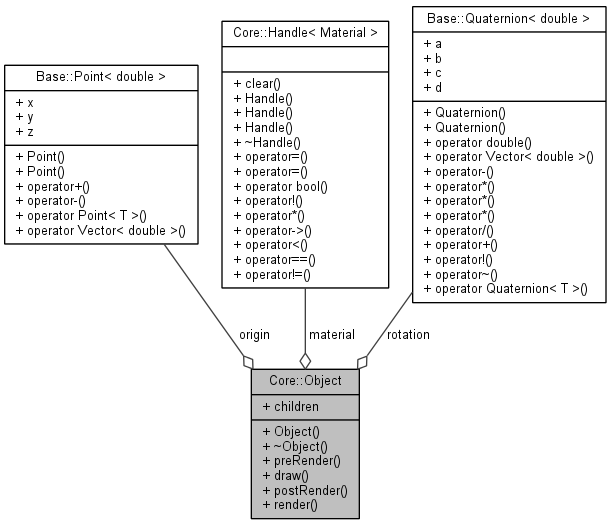 Base::Point< double >
+ x
+ y
+ z
+ Point()
+ Point()
+ operator+()
+ operator-()
+ operator Point< T >()
+ operator Vector< double >()
Core::Handle< Material >
+ clear()
+ Handle()
+ Handle()
+ Handle()
+ ~Handle()
+ operator=()
+ operator=()
+ operator bool()
+ operator!()
+ operator*()
+ operator->()
+ operator<()
+ operator==()
+ operator!=()
Base::Quaternion< double >
+ a
+ b
+ c
+ d
+ Quaternion()
+ Quaternion()
+ operator double()
+ operator Vector< double >()
+ operator-()
+ operator*()
+ operator*()
+ operator*()
+ operator/()
+ operator+()
+ operator!()
+ operator~()
+ operator Quaternion< T >()
origin
material
rotation
Core::Object
+ children
+ Object()
+ ~Object()
+ preRender()
+ draw()
+ postRender()
+ render()